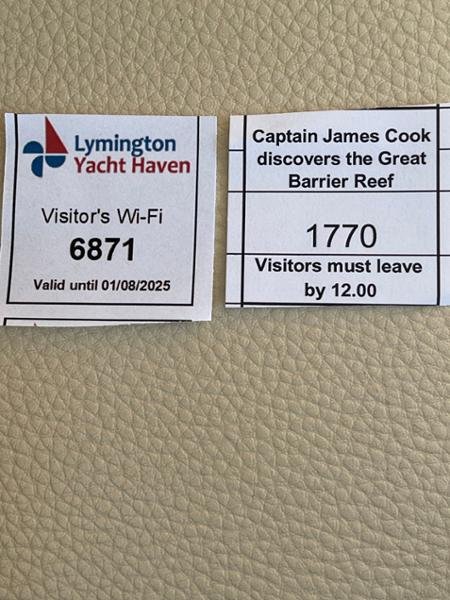 Lymington
Yacht Haven
Visitor's Wi-Fi
6871
Valid until 01/08/2025
Captain James Cook
discovers the Great
Barrier Reef
1770
Visitors must leave
by 12.00